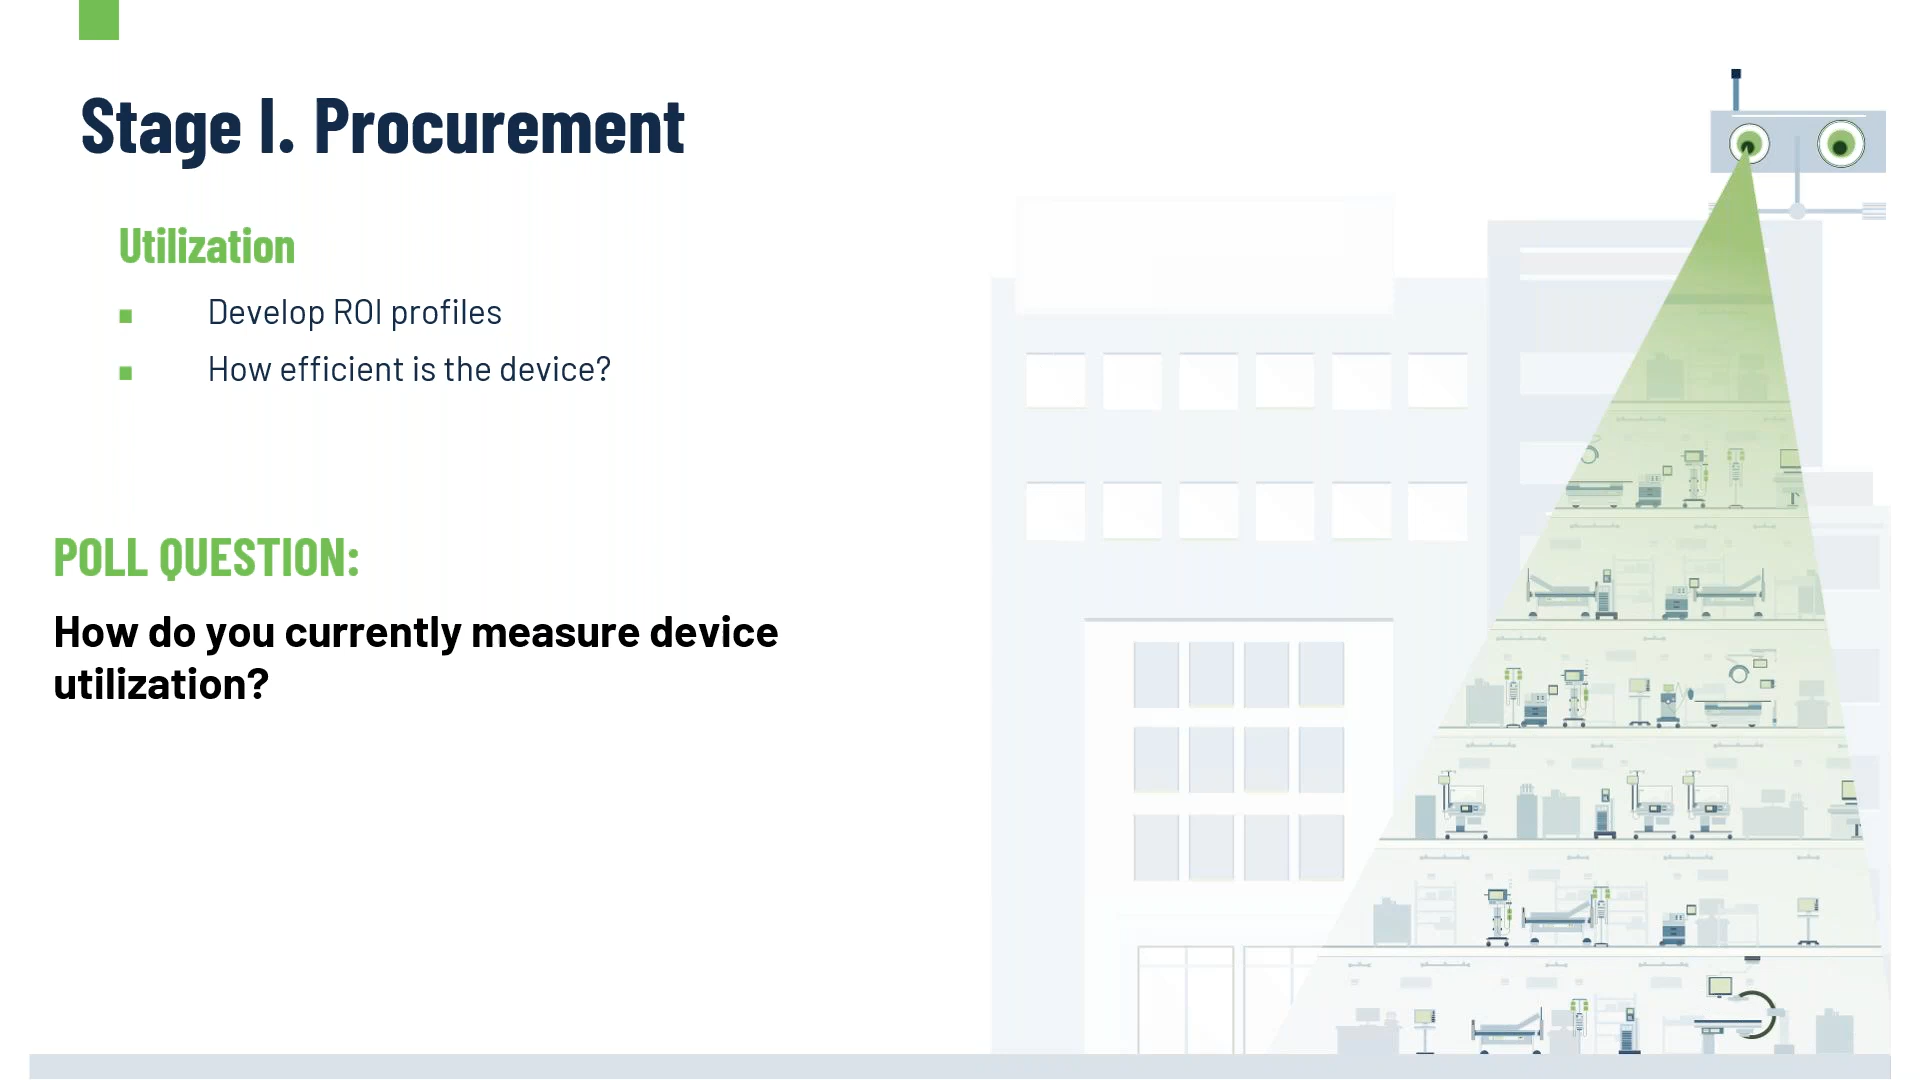 Stage I. Procurement
Utilization
Develop ROI profiles
How efficient is the device?
POLL QUESTION:
How do you currently measure device
utilization?